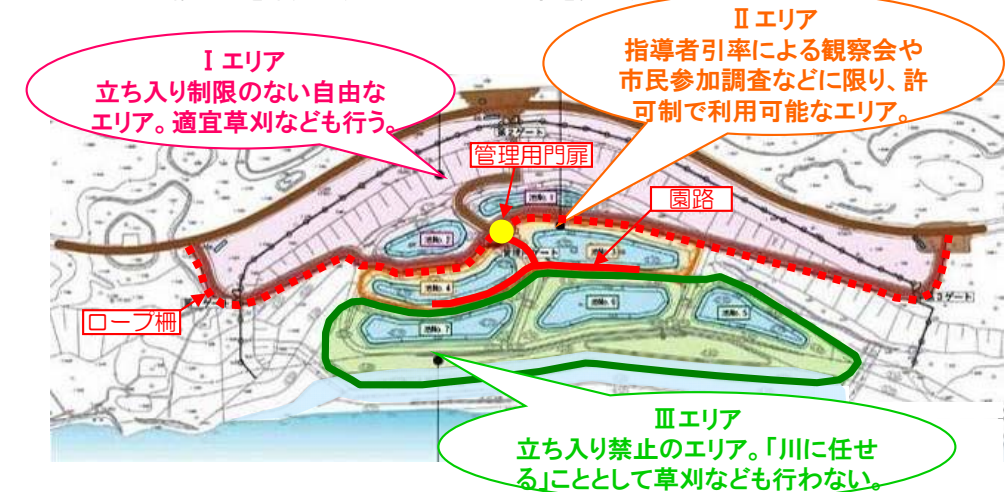 Ⅱエリア
指導者引率による観察会や
市民参加調査などに限り、許
可制で利用可能なエリア。
Ⅰエリア
立ち入り制限のない自由な
エリア。適宜草刈なども行う。
管理用門扉
園路
ロープ柵
Ⅲエリア
立ち入り禁止のエリア。「川に任せ
る」こととして草刈なども行わない。